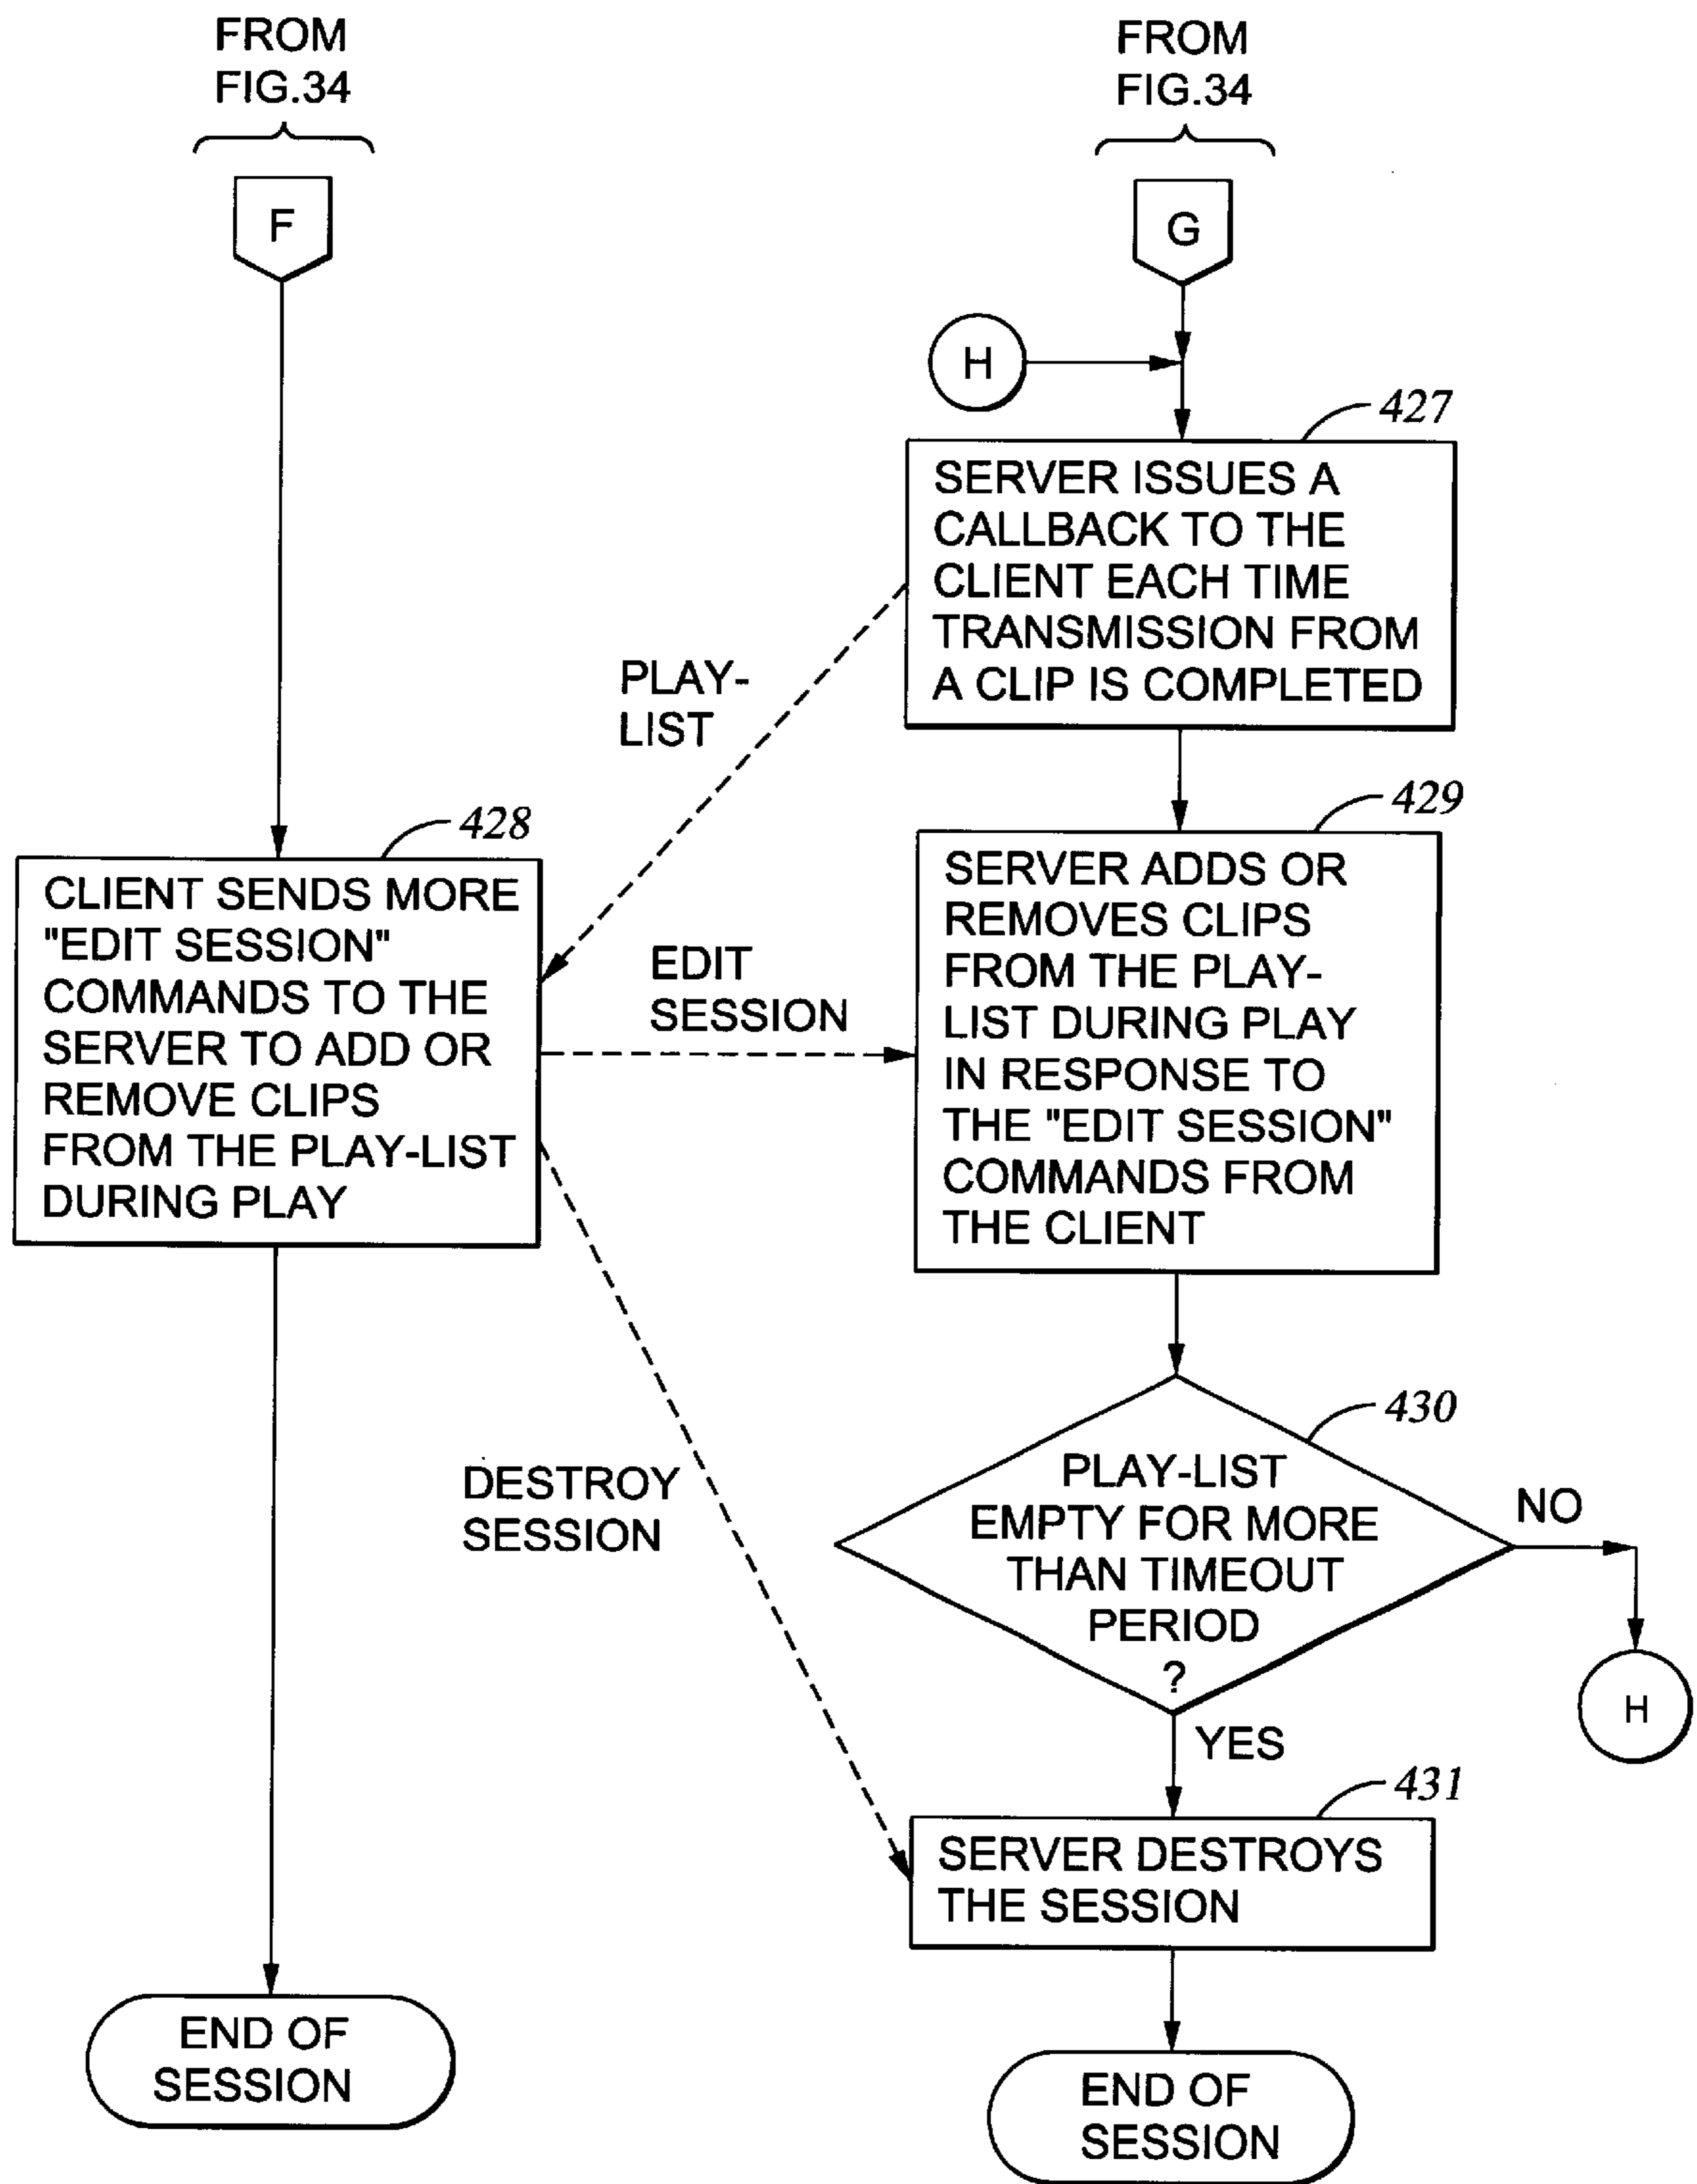 FROM
FIG.34
F
FROM
FIG.34
G
H
427
SERVER ISSUES A
CALLBACK TO THE
CLIENT EACH TIME
TRANSMISSION FROM
A CLIP IS COMPLETED
PLAY-
LIST
428
CLIENT SENDS MORE
"EDIT SESSION"
COMMANDS TO THE
SERVER TO ADD OR
REMOVE CLIPS
FROM THE PLAY-LIST
DURING PLAY
EDIT
SESSION
429
SERVER ADDS OR
REMOVES CLIPS
FROM THE PLAY-
LIST DURING PLAY
IN RESPONSE TO
THE "EDIT SESSION"
COMMANDS FROM
THE CLIENT
DESTROY
SESSION
430
PLAY-LIST
EMPTY FOR MORE
THAN TIMEOUT
PERIOD
?
NO
H
YES
431
SERVER DESTROYS
THE SESSION
END OF
SESSION
END OF
SESSION